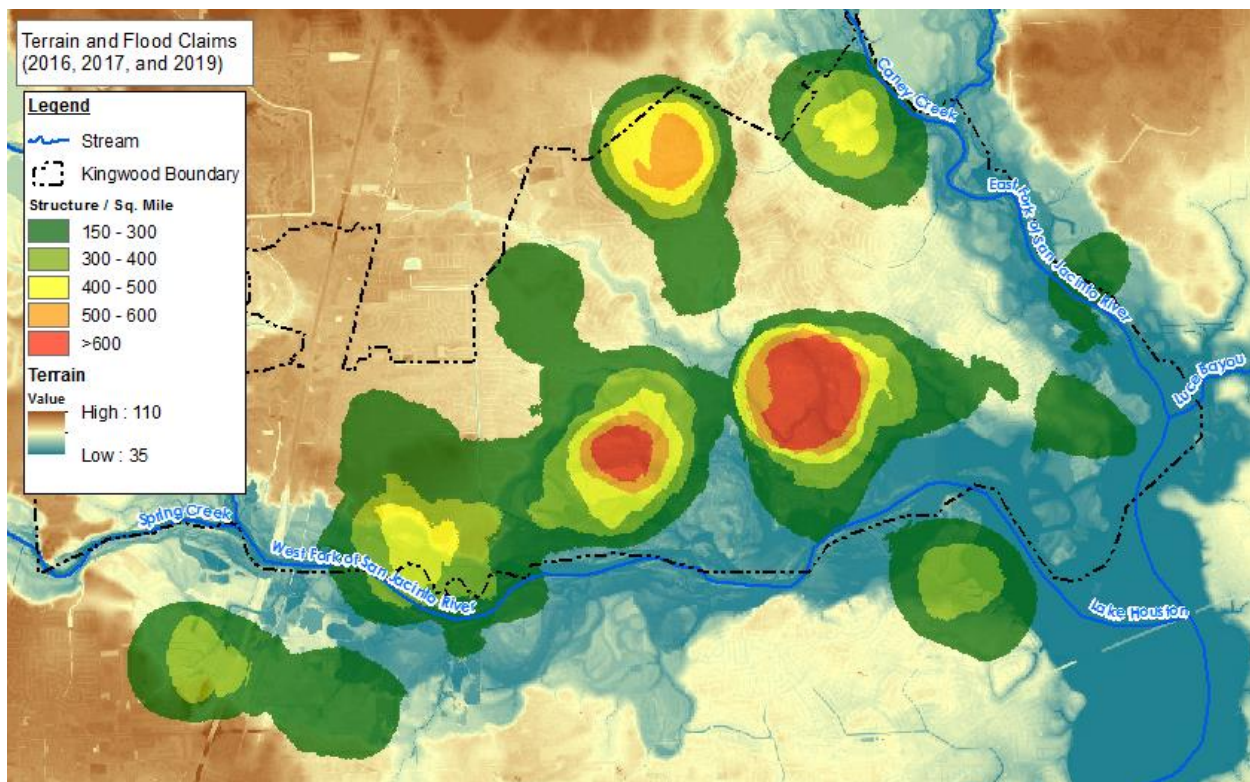 Terrain and Flood Claims
(2016, 2017, and 2019)
Legend
Stream
Kingwood Boundary
Structure / Sq. Mile
150 - 300
300 - 400
400 - 500
500 - 600
>600
Terrain
Value
High : 110
Low : 35
Caney Creek
East Fork of San Jacinto River
Luce Bayou
Spring Creek
West Fork of San Jacinto River
Lake Houston